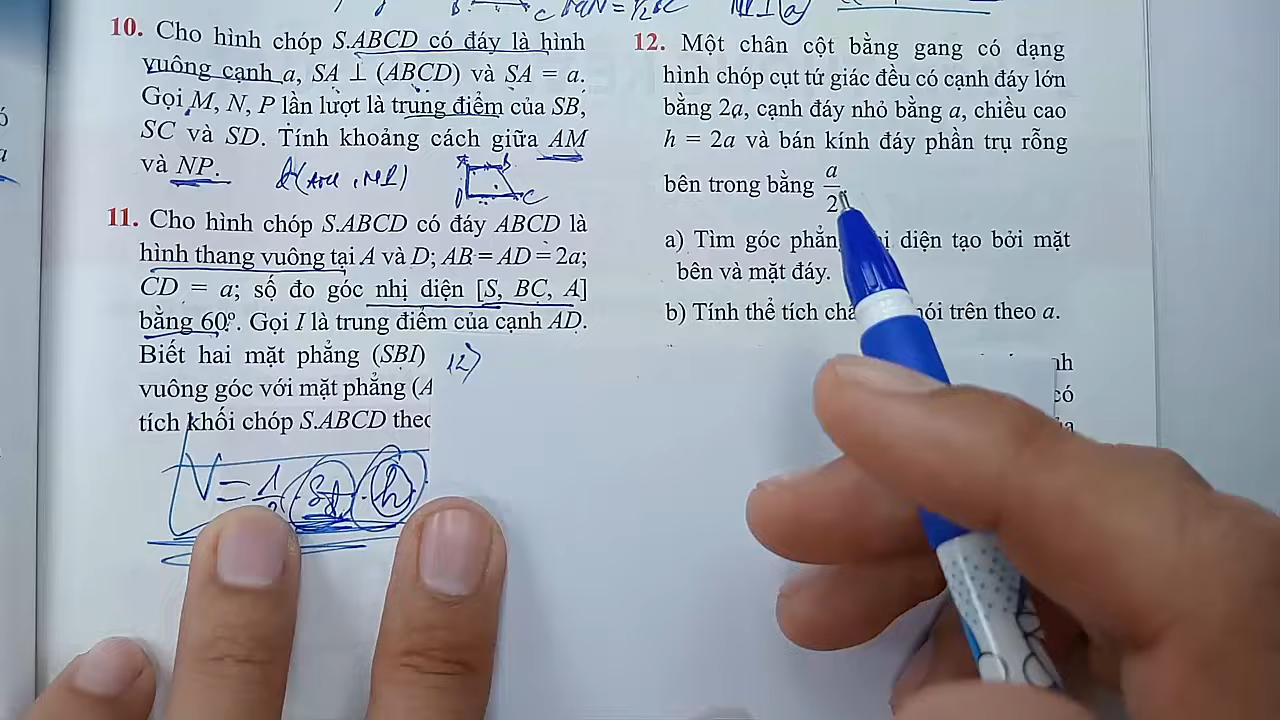 10. Cho hình chóp S.ABCD có đáy là hình
vuông cạnh a, SA ⊥ (ABCD) và SA = a.
Gọi M, N, P lần lượt là trung điểm của SB,
SC và SD. Tính khoảng cách giữa AM
và NP.
11. Cho hình chóp S.ABCD có đáy ABCD là
hình thang vuông tại A và D; AB = AD = 2a;
CD = a; số đo góc nhị diện [S, BC, A]
bằng 60°. Gọi I là trung điểm của cạnh AD.
Biết hai mặt phẳng (SBI)
vuông góc với mặt phẳng (A
tích khối chóp S.ABCD theo
12)
12. Một chân cột bằng gang có dạng
hình chóp cụt tứ giác đều có cạnh đáy lớn
bằng 2a, cạnh đáy nhỏ bằng a, chiều cao
h = 2a và bán kính đáy phần trụ rỗng
bên trong bằng a/2
a) Tìm góc phẳng diện tạo bởi mặt
bên và mặt đáy.
b) Tính thể tích nói trên theo a.
có